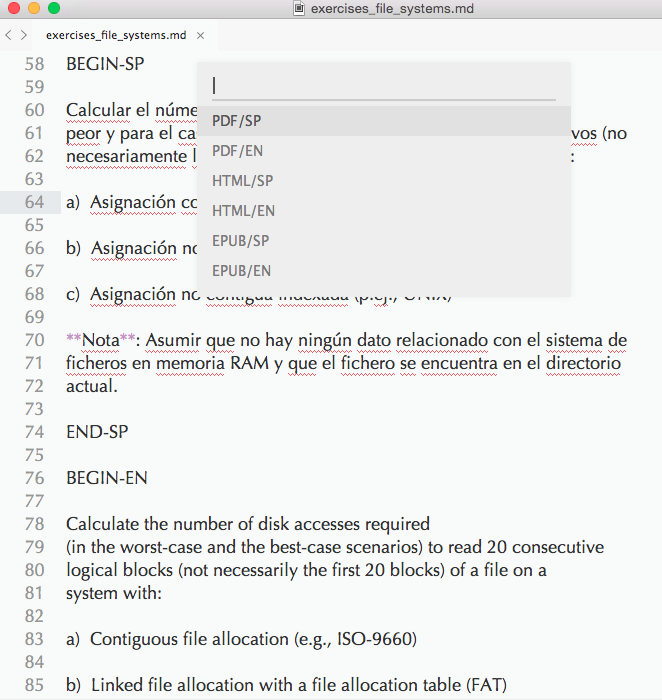 exercises_file_systems.md
exercises_file_systems.md ×
58 BEGIN-SP
59
60 Calcular el núme
61 peor y para el ca vos (no
62 necesariamente :
63
64 a) Asignación co
65
66 b) Asignación no
67
68 c) Asignación no contigua indexada (p.ej., UNIX)
69
70 **Nota**: Asumir que no hay ningún dato relacionado con el sistema de
71 ficheros en memoria RAM y que el fichero se encuentra en el directorio
72 actual.
73
74 END-SP
75
76 BEGIN-EN
77
78 Calculate the number of disk accesses required
79 (in the worst-case and the best-case scenarios) to read 20 consecutive
80 logical blocks (not necessarily the first 20 blocks) of a file on a
81 system with:
82
83 a) Contiguous file allocation (e.g., ISO-9660)
84
85 b) Linked file allocation with a file allocation table (FAT)
PDF/SP
PDF/EN
HTML/SP
HTML/EN
EPUB/SP
EPUB/EN